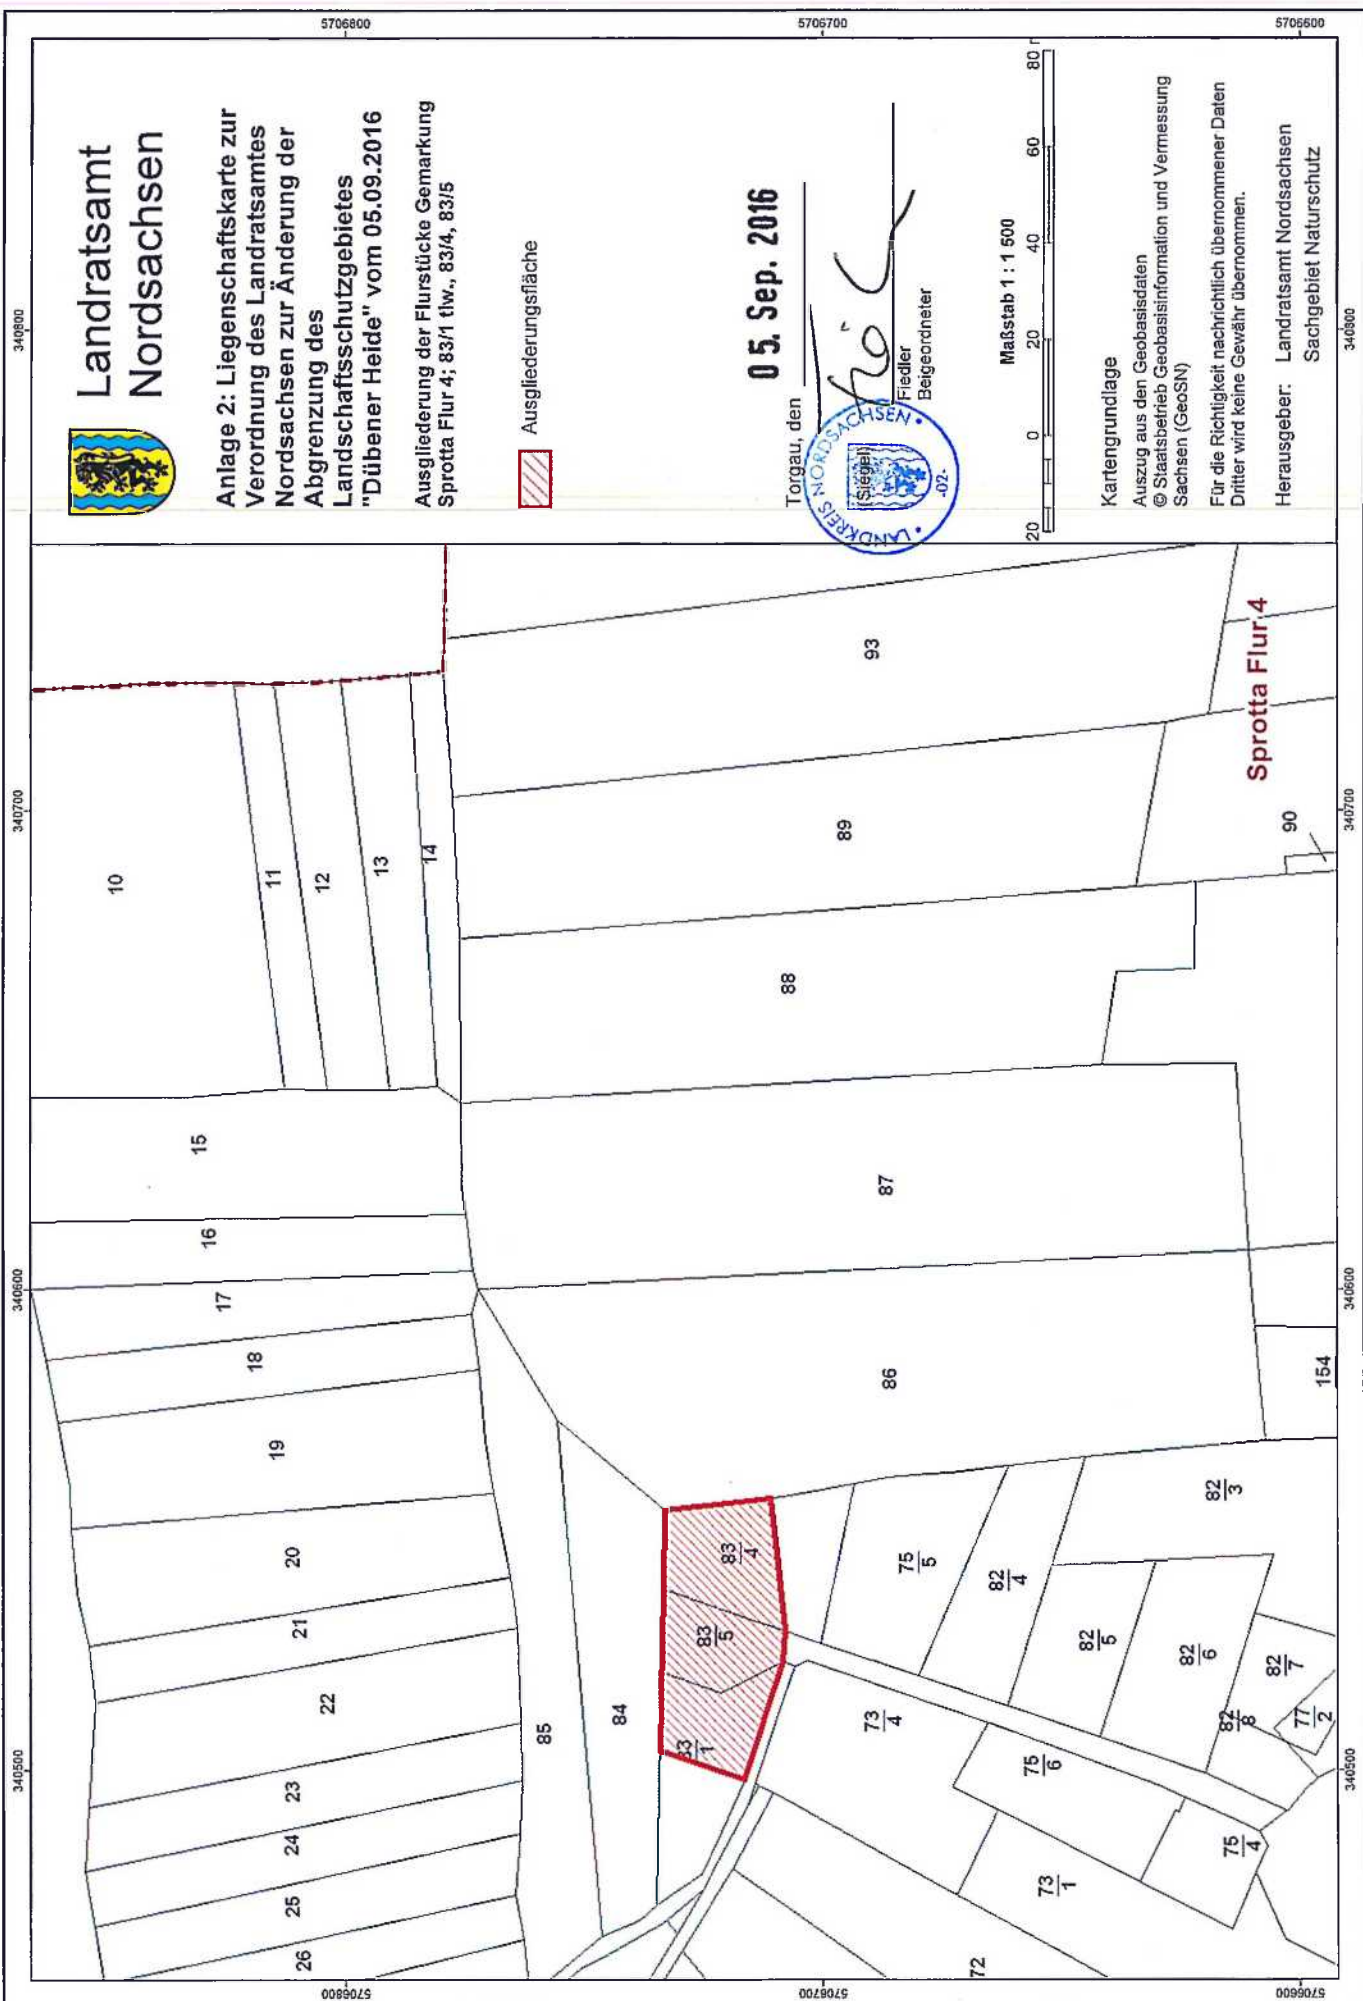 Landratsamt
Nordsachsen
Anlage 2: Liegenschaftskarte zur
Verordnung des Landratsamtes
Nordsachsen zur Änderung der
Abgrenzung des
Landschaftsschutzgebietes
"Dübener Heide" vom 05.09.2016
Ausgliederung der Flurstücke Gemarkung
Sprotta Flur 4; 83/1 tlw., 83/4, 83/5
Ausgliederungsfläche
05. Sep. 2016
Torgau, den
(Siegel)
• LANDKREIS NORDSACHSEN •
-02-
Fiedler
Beigeordneter
Maßstab 1 : 1 500
20 0 20 40 60 80
Kartengrundlage
Auszug aus den Geobasisdaten
© Staatsbetrieb Geobasisinformation und Vermessung
Sachsen (GeoSN)
Für die Richtigkeit nachrichtlich übernommener Daten
Dritter wird keine Gewähr übernommen.
Herausgeber: Landratsamt Nordsachsen
Sachgebiet Naturschutz
340500 340600 340700 340800
5706800
5706700
5706600
10
11
12
13
14
15
16
17
18
19
20
21
22
23
24
25
26
85
84
83/1
83/5
83/4
86
87
88
89
93
90
Sprotta Flur 4
154
82/3
75/5
82/4
82/5
82/6
82/7
82/8
77/2
73/4
75/6
75/4
73/1
72
340500 340600 340700 340800
5706800
5706700
5706600